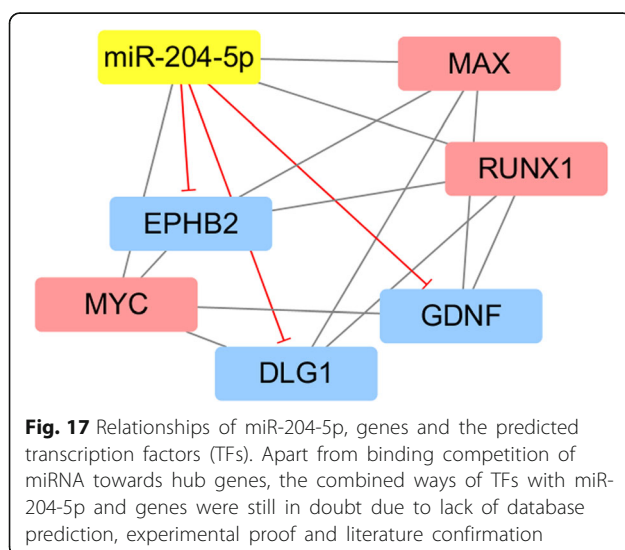 miR-204-5p
MAX
RUNX1
EPHB2
MYC
GDNF
DLG1
Fig. 17 Relationships of miR-204-5p, genes and the predicted
transcription factors (TFs). Apart from binding competition of
miRNA towards hub genes, the combined ways of TFs with miR-
204-5p and genes were still in doubt due to lack of database
prediction, experimental proof and literature confirmation